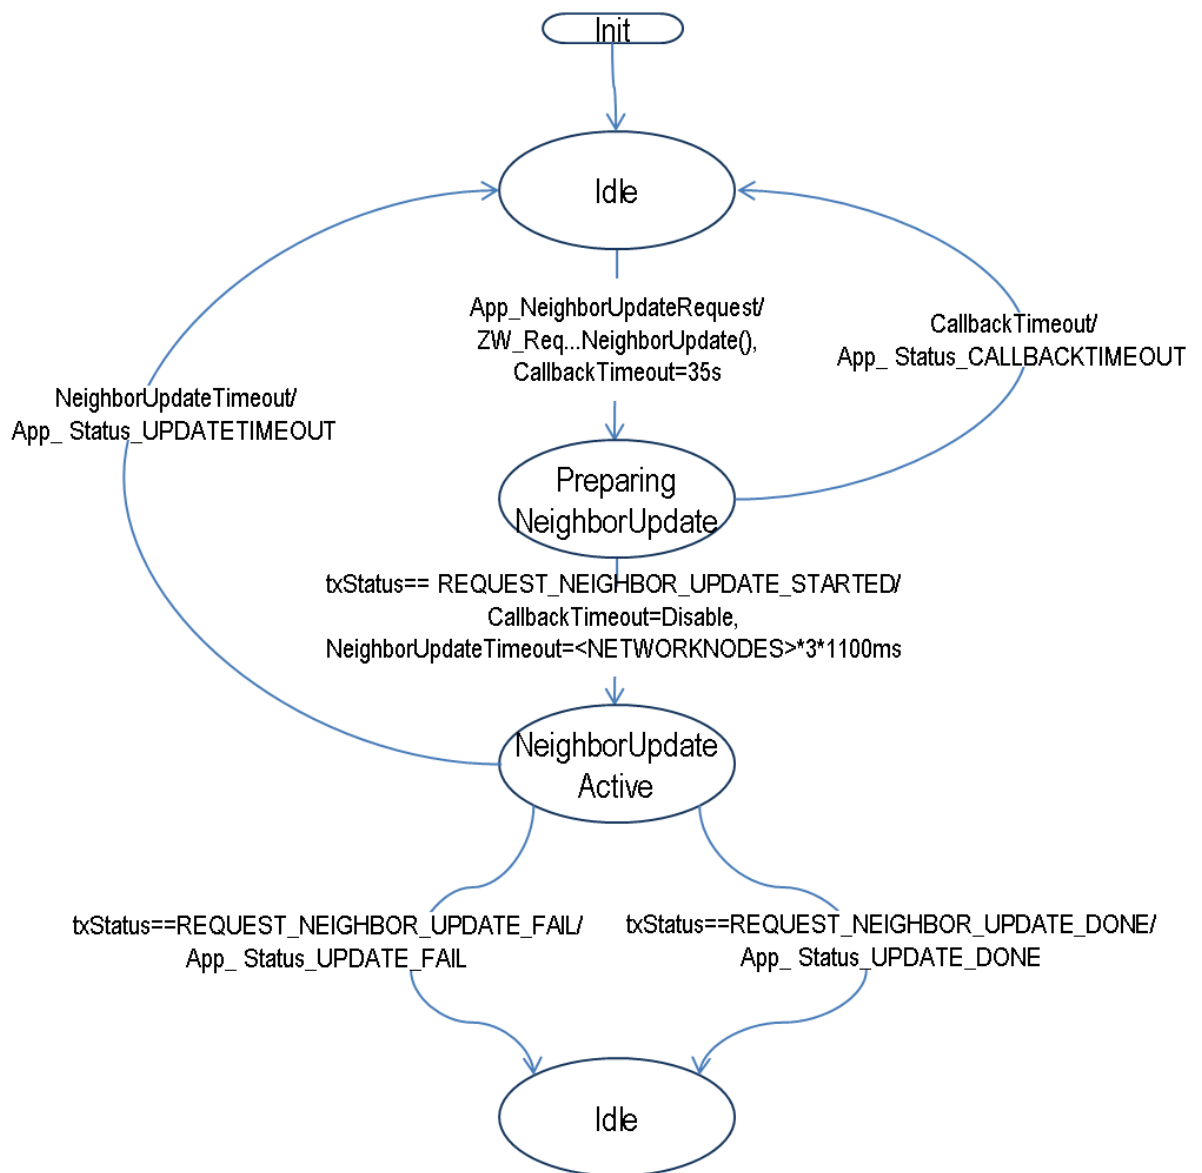 Init
Idle
App_NeighborUpdateRequest/
ZW_Req...NeighborUpdate(),
CallbackTimeout=35s
CallbackTimeout/
App_ Status_CALLBACKTIMEOUT
NeighborUpdateTimeout/
App_ Status_UPDATETIMEOUT
Preparing
NeighborUpdate
txStatus== REQUEST_NEIGHBOR_UPDATE_STARTED/
CallbackTimeout=Disable,
NeighborUpdateTimeout=<NETWORKNODES>*3*1100ms
NeighborUpdate
Active
txStatus==REQUEST_NEIGHBOR_UPDATE_FAIL/
App_ Status_UPDATE_FAIL
txStatus==REQUEST_NEIGHBOR_UPDATE_DONE/
App_ Status_UPDATE_DONE
Idle